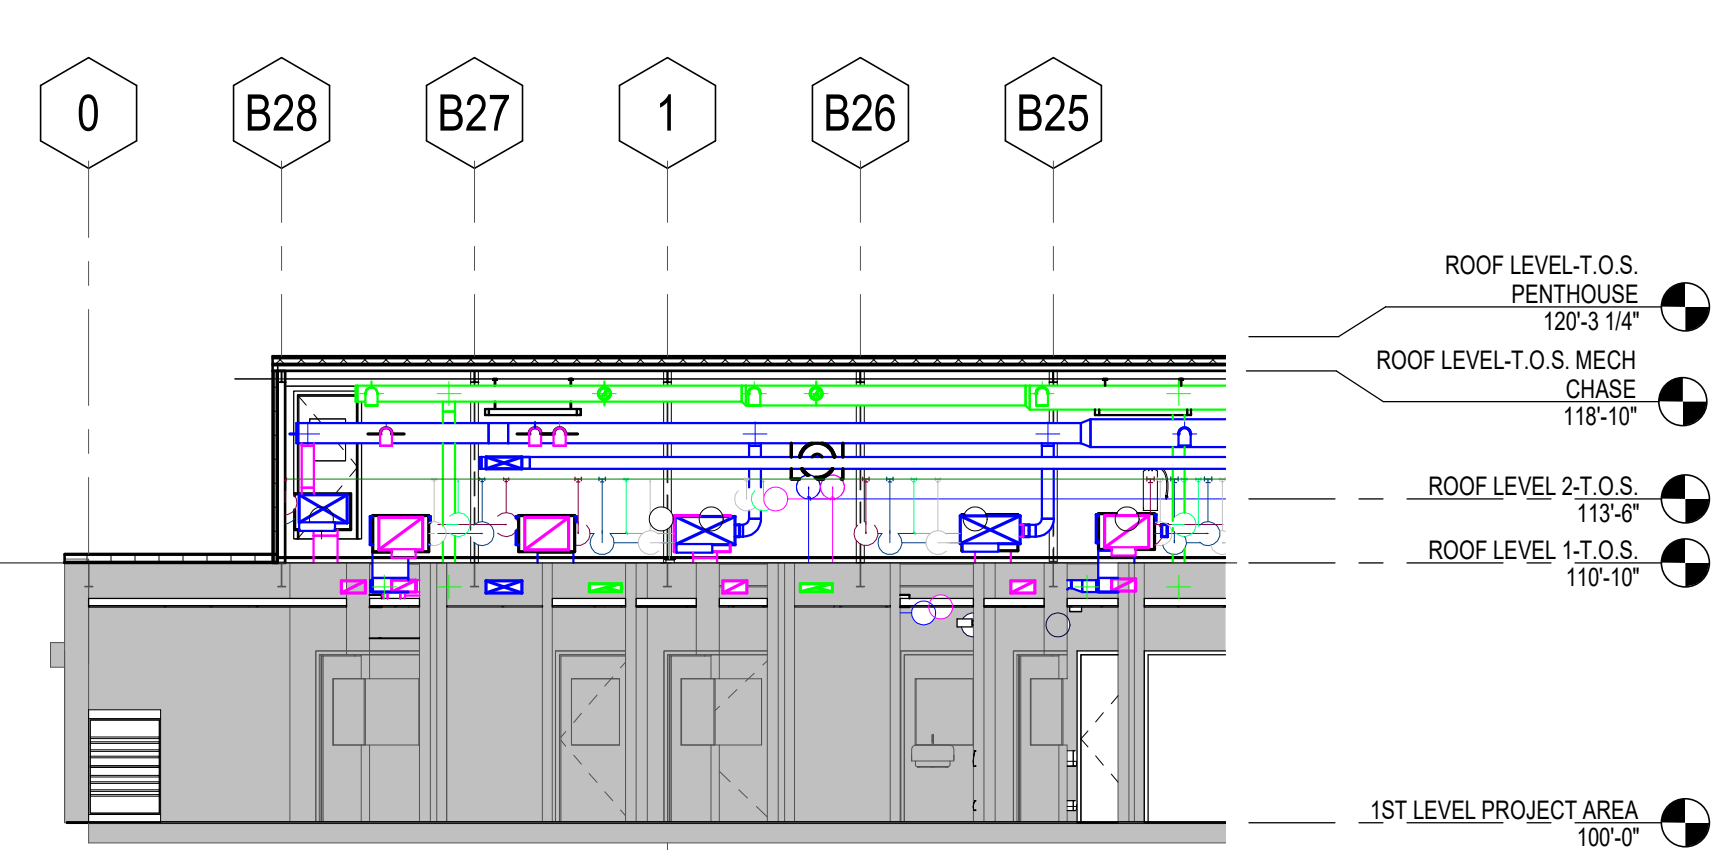 0
B28
B27
1
B26
B25
ROOF LEVEL-T.O.S.
PENTHOUSE
120'-3 1/4"
ROOF LEVEL-T.O.S. MECH
CHASE
118'-10"
ROOF LEVEL 2-T.O.S.
113'-6"
ROOF LEVEL 1-T.O.S.
110'-10"
1ST LEVEL PROJECT AREA
100'-0"